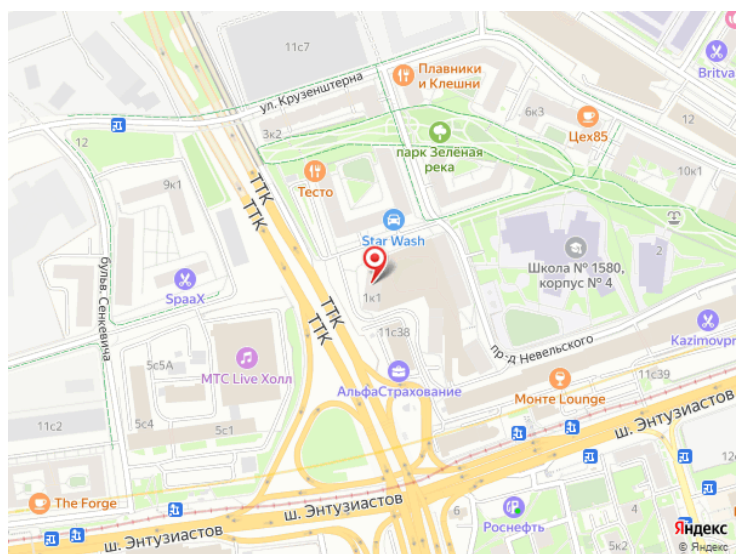 11с7
Плавники
и Клешни
Britva
ул. Крузенштерна
6к3
12
Цех85
12
3к2
парк Зелёная
река
10к1
9к1
ТТК
ТТК
Тесто
бульв. Сенкевича
Star Wash
2
Школа № 1580,
корпус № 4
SpaaX
1к1
ТТК
ТТК
11с38
пр-д Невельского
Kazimovpr
5с5А
МТС Live Холл
АльфаСтрахование
11с39
Монте Lounge
11с2
5с4
5с1
ш. Энтузиастов
The Forge
ш. Энтузиастов
6
Роснефть
12с
ш. Энтузиастов
5к2
Яндекс
© Яндекс